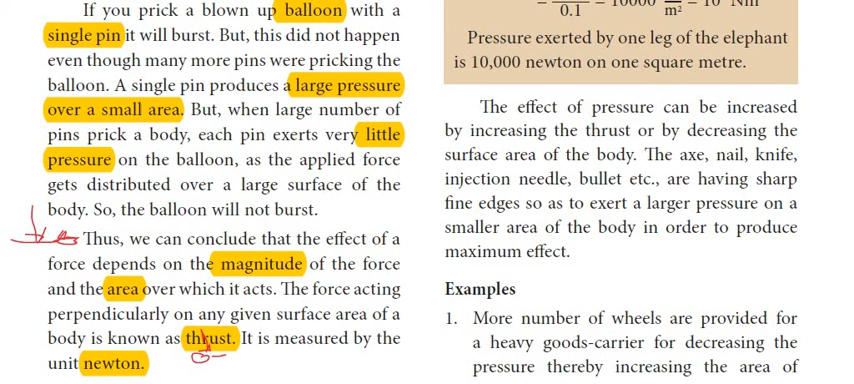 If you prick a blown up balloon with a
single pin it will burst. But, this did not happen
even though many more pins were pricking the
balloon. A single pin produces a large pressure
over a small area. But, when large number of
pins prick a body, each pin exerts very little
pressure on the balloon, as the applied force
gets distributed over a large surface of the
body. So, the balloon will not burst.
Thus, we can conclude that the effect of a
force depends on the magnitude of the force
and the area over which it acts. The force acting
perpendicularly on any given surface area of a
body is known as thrust. It is measured by the
unit newton.
0.1 m²
Pressure exerted by one leg of the elephant
is 10,000 newton on one square metre.
The effect of pressure can be increased
by increasing the thrust or by decreasing the
surface area of the body. The axe, nail, knife,
injection needle, bullet etc., are having sharp
fine edges so as to exert a larger pressure on a
smaller area of the body in order to produce
maximum effect.
Examples
1. More number of wheels are provided for
a heavy goods-carrier for decreasing the
pressure thereby increasing the area of